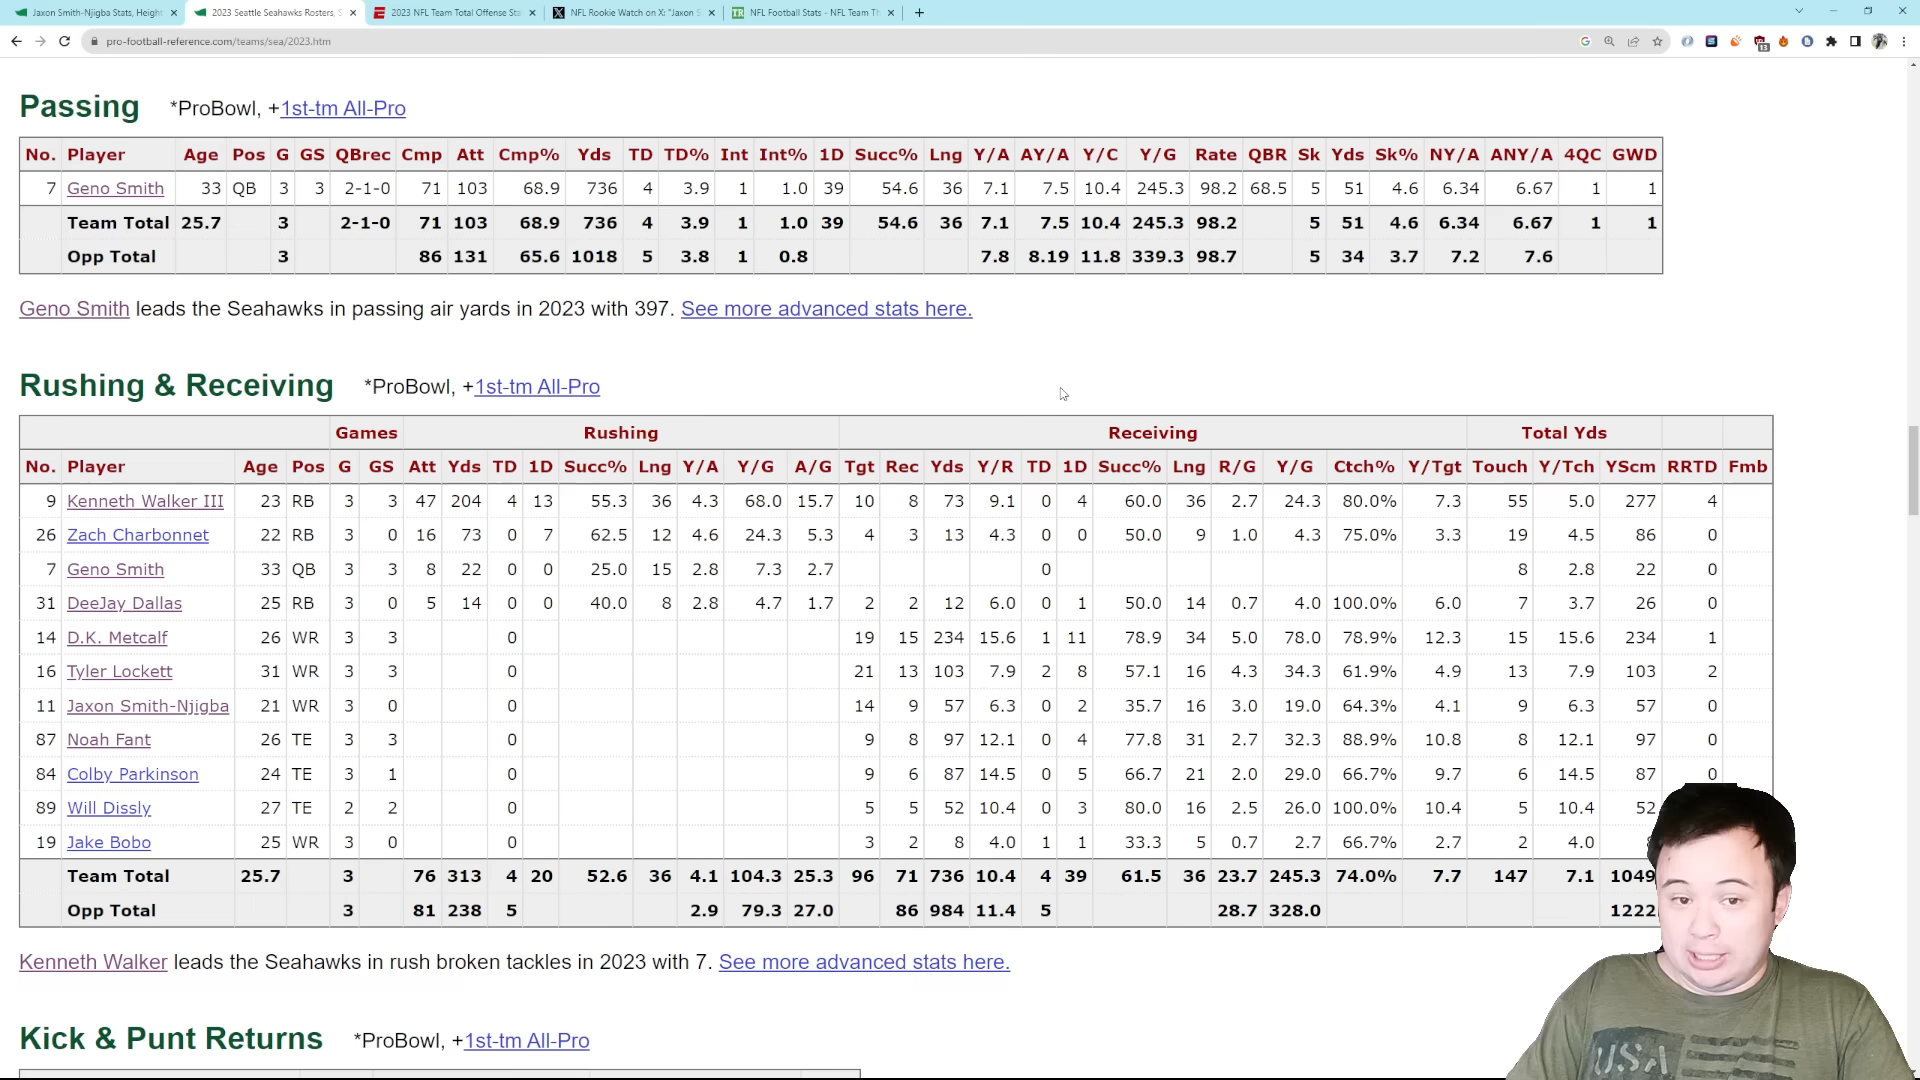 Jaxon Smith-Njigba Stats, Height
2023 Seattle Seahawks Rosters, S
2023 NFL Team Total Offense Sta
NFL Rookie Watch on X: "Jaxon S
NFL Football Stats - NFL Team Th
pro-football-reference.com/teams/sea/2023.htm
13
Passing *ProBowl, +1st-tm All-Pro
No. Player Age Pos G GS QBrec Cmp Att Cmp% Yds TD TD% Int Int% 1D Succ% Lng Y/A AY/A Y/C Y/G Rate QBR Sk Yds Sk% NY/A ANY/A 4QC GWD
7 Geno Smith 33 QB 3 3 2-1-0 71 103 68.9 736 4 3.9 1 1.0 39 54.6 36 7.1 7.5 10.4 245.3 98.2 68.5 5 51 4.6 6.34 6.67 1 1
Team Total 25.7 3 2-1-0 71 103 68.9 736 4 3.9 1 1.0 39 54.6 36 7.1 7.5 10.4 245.3 98.2 5 51 4.6 6.34 6.67 1 1
Opp Total 3 86 131 65.6 1018 5 3.8 1 0.8 7.8 8.19 11.8 339.3 98.7 5 34 3.7 7.2 7.6
Geno Smith leads the Seahawks in passing air yards in 2023 with 397. See more advanced stats here.
Rushing & Receiving *ProBowl, +1st-tm All-Pro
Games Rushing Receiving Total Yds
No. Player Age Pos G GS Att Yds TD 1D Succ% Lng Y/A Y/G A/G Tgt Rec Yds Y/R TD 1D Succ% Lng R/G Y/G Ctch% Y/Tgt Touch Y/Tch YScm RRTD Fmb
9 Kenneth Walker III 23 RB 3 3 47 204 4 13 55.3 36 4.3 68.0 15.7 10 8 73 9.1 0 4 60.0 36 2.7 24.3 80.0% 7.3 55 5.0 277 4
26 Zach Charbonnet 22 RB 3 0 16 73 0 7 62.5 12 4.6 24.3 5.3 4 3 13 4.3 0 0 50.0 9 1.0 4.3 75.0% 3.3 19 4.5 86 0
7 Geno Smith 33 QB 3 3 8 22 0 0 25.0 15 2.8 7.3 2.7 0 8 2.8 22 0
31 DeeJay Dallas 25 RB 3 0 5 14 0 0 40.0 8 2.8 4.7 1.7 2 2 12 6.0 0 1 50.0 14 0.7 4.0 100.0% 6.0 7 3.7 26 0
14 D.K. Metcalf 26 WR 3 3 0 19 15 234 15.6 1 11 78.9 34 5.0 78.0 78.9% 12.3 15 15.6 234 1
16 Tyler Lockett 31 WR 3 3 0 21 13 103 7.9 2 8 57.1 16 4.3 34.3 61.9% 4.9 13 7.9 103 2
11 Jaxon Smith-Njigba 21 WR 3 0 0 14 9 57 6.3 0 2 35.7 16 3.0 19.0 64.3% 4.1 9 6.3 57 0
87 Noah Fant 26 TE 3 3 0 9 8 97 12.1 0 4 77.8 31 2.7 32.3 88.9% 10.8 8 12.1 97 0
84 Colby Parkinson 24 TE 3 1 0 9 6 87 14.5 0 5 66.7 21 2.0 29.0 66.7% 9.7 6 14.5 87 0
89 Will Dissly 27 TE 2 2 0 5 5 52 10.4 0 3 80.0 16 2.5 26.0 100.0% 10.4 5 10.4 52
19 Jake Bobo 25 WR 3 0 0 3 2 8 4.0 1 1 33.3 5 0.7 2.7 66.7% 2.7 2 4.0
Team Total 25.7 3 76 313 4 20 52.6 36 4.1 104.3 25.3 96 71 736 10.4 4 39 61.5 36 23.7 245.3 74.0% 7.7 147 7.1 1049
Opp Total 3 81 238 5 2.9 79.3 27.0 86 984 11.4 5 28.7 328.0 1222
Kenneth Walker leads the Seahawks in rush broken tackles in 2023 with 7. See more advanced stats here.
Kick & Punt Returns *ProBowl, +1st-tm All-Pro
USA